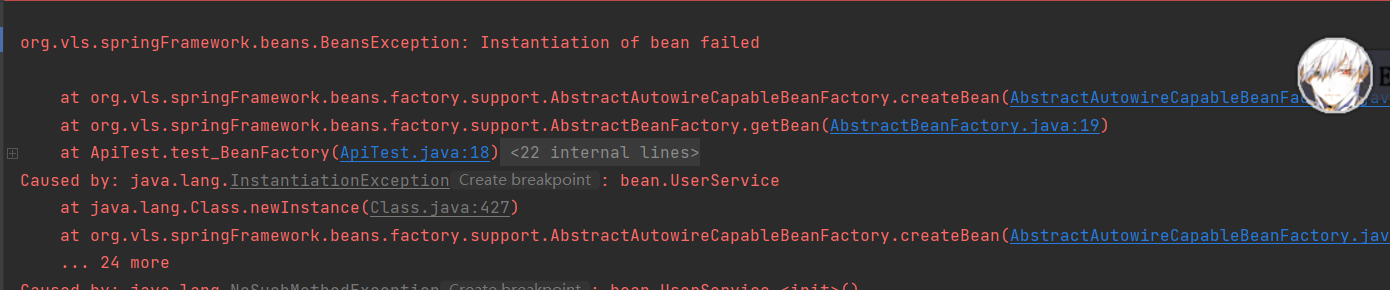 org.vls.springFramework.beans.BeansException: Instantiation of bean failed
at org.vls.springFramework.beans.factory.support.AbstractAutowireCapableBeanFactory.createBean(AbstractAutowireCapableBeanFac
at org.vls.springFramework.beans.factory.support.AbstractBeanFactory.getBean(AbstractBeanFactory.java:19)
at ApiTest.test_BeanFactory(ApiTest.java:18) <22 internal lines>
Caused by: java.lang.InstantiationException Create breakpoint : bean.UserService
at java.lang.Class.newInstance(Class.java:427)
at org.vls.springFramework.beans.factory.support.AbstractAutowireCapableBeanFactory.createBean(AbstractAutowireCapableBeanFactory.jav
... 24 more
Caused by: java.lang.NoSuchMethodException Create breakpoint : bean.UserService.<init>()